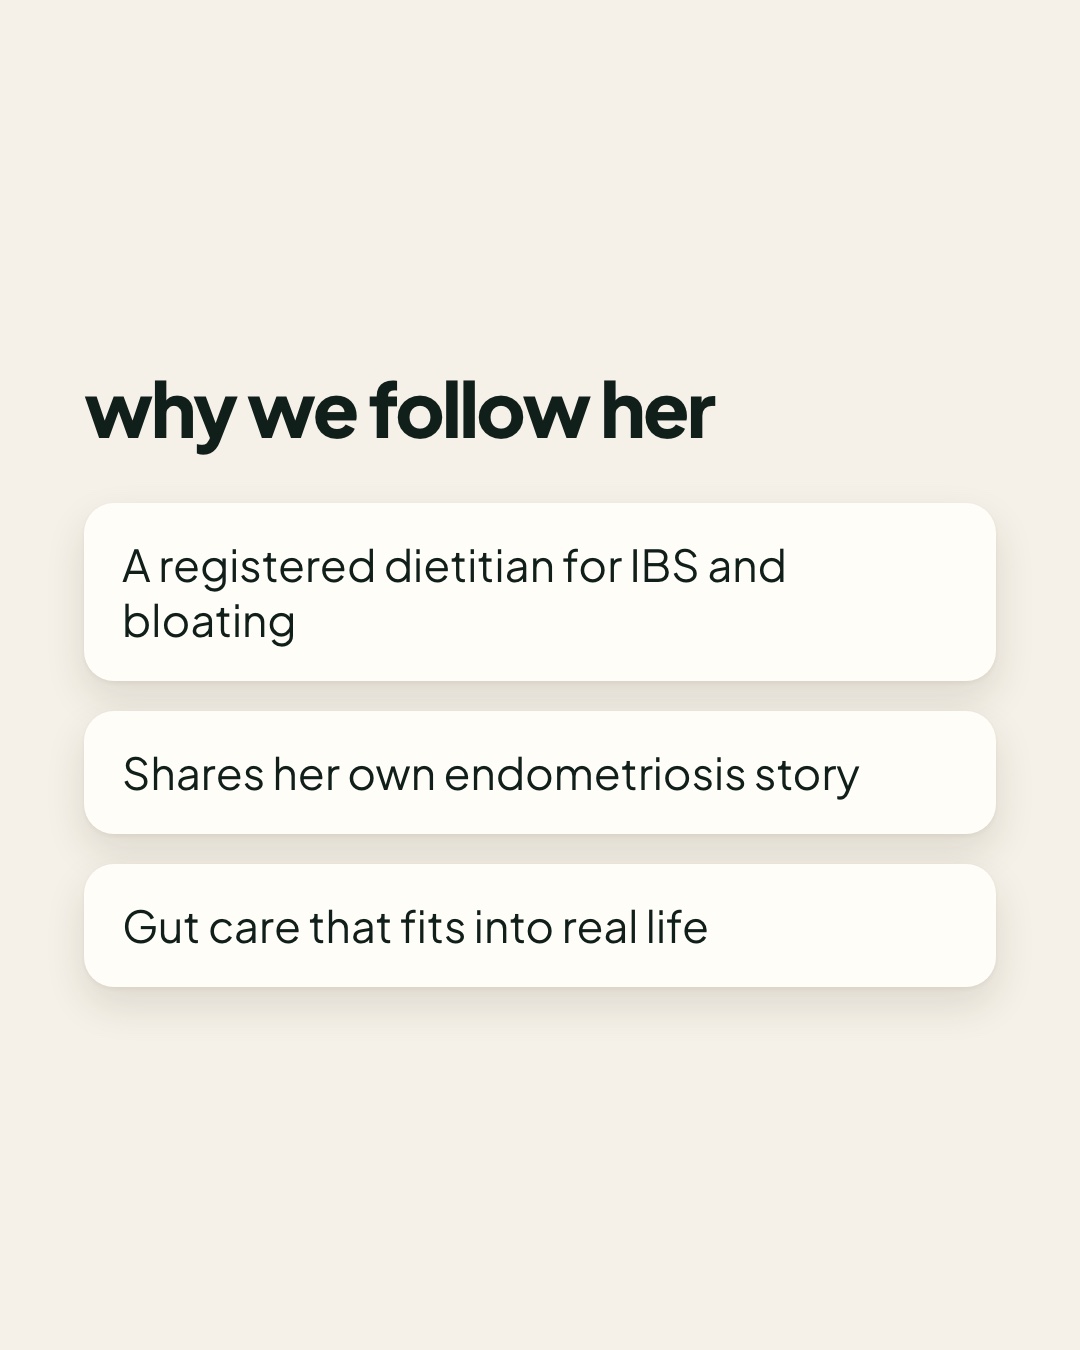 why we follow her
A registered dietitian for IBS and
bloating
Shares her own endometriosis story
Gut care that fits into real life